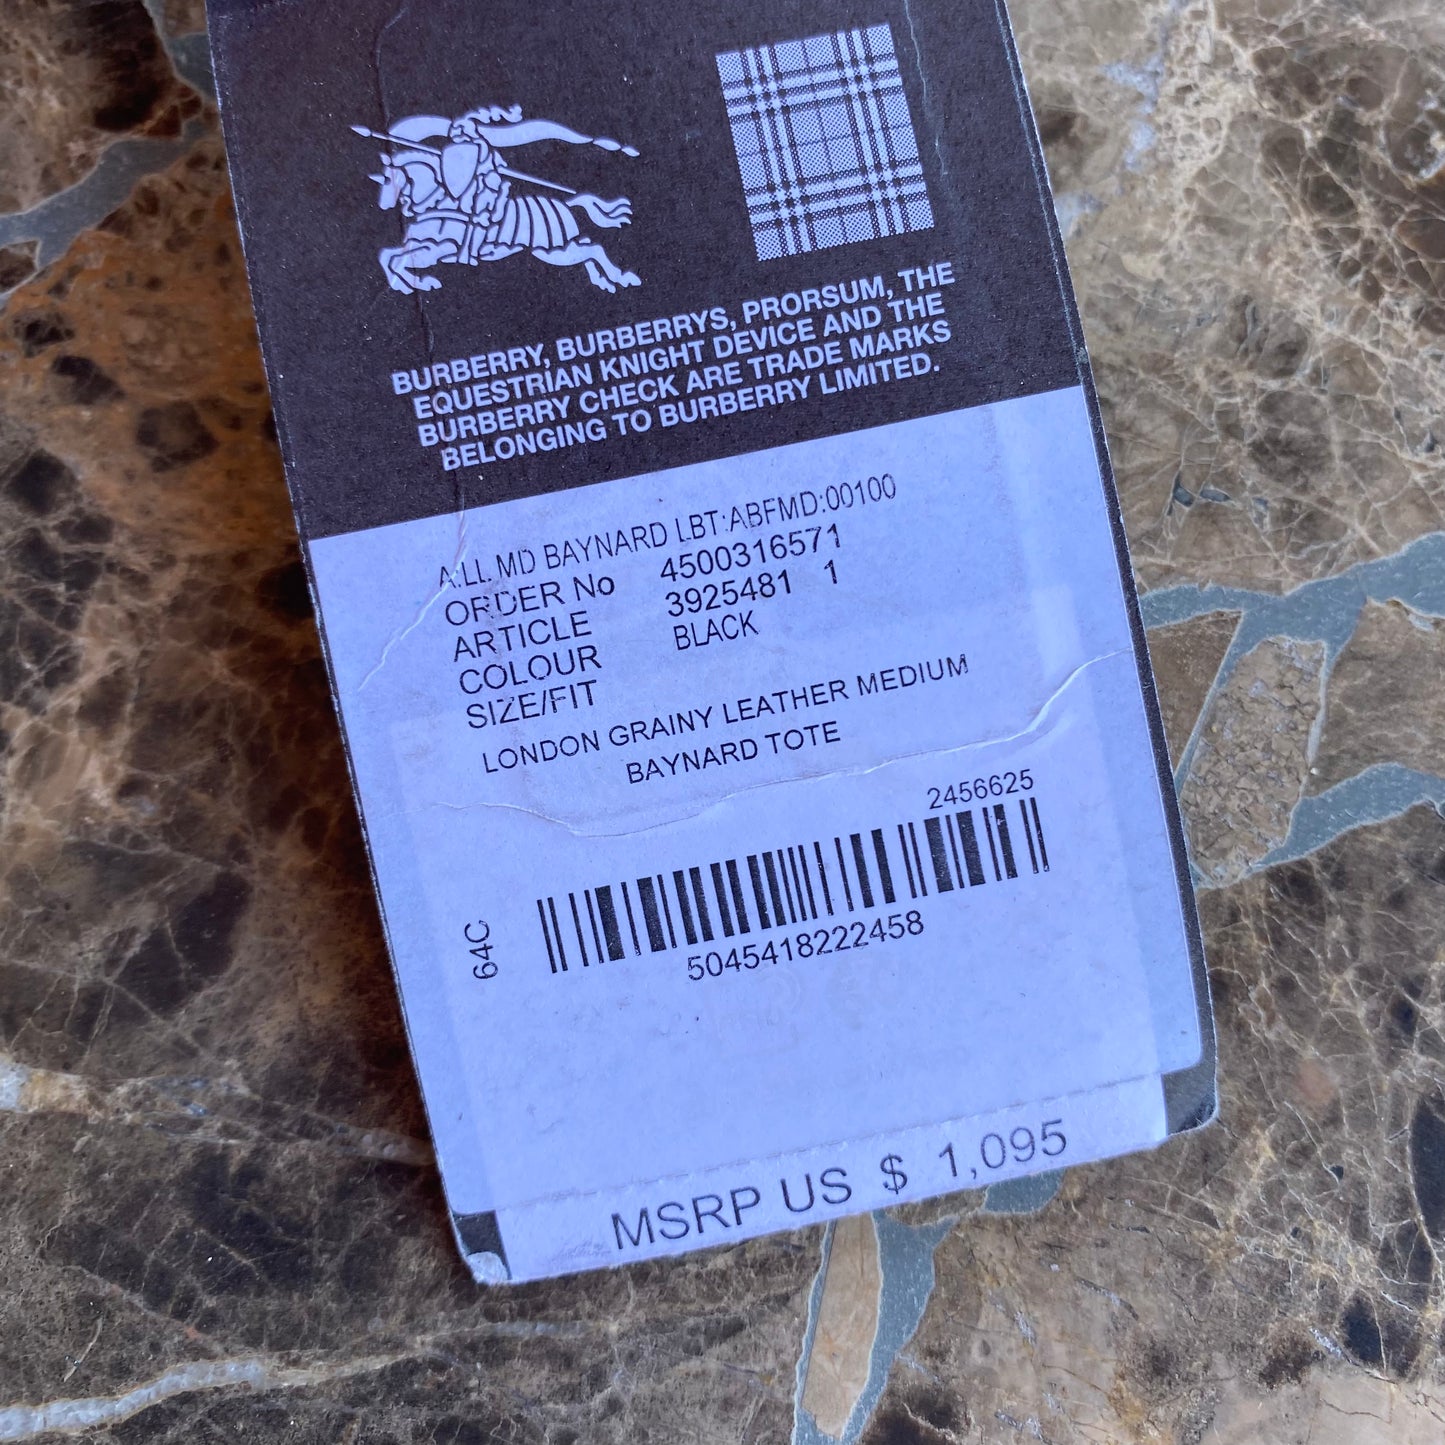 BURBERRY, BURBERRYS, PRORSUM, THE
EQUESTRIAN KNIGHT DEVICE AND THE
BURBERRY CHECK ARE TRADE MARKS
BELONGING TO BURBERRY LIMITED.
A:LL MD BAYNARD LBT:ABFMD:00100
ORDER No 4500316571
ARTICLE 3925481 1
COLOUR BLACK
SIZE/FIT
LONDON GRAINY LEATHER MEDIUM
BAYNARD TOTE
2456625
64C
5045418222458
MSRP US $ 1,095